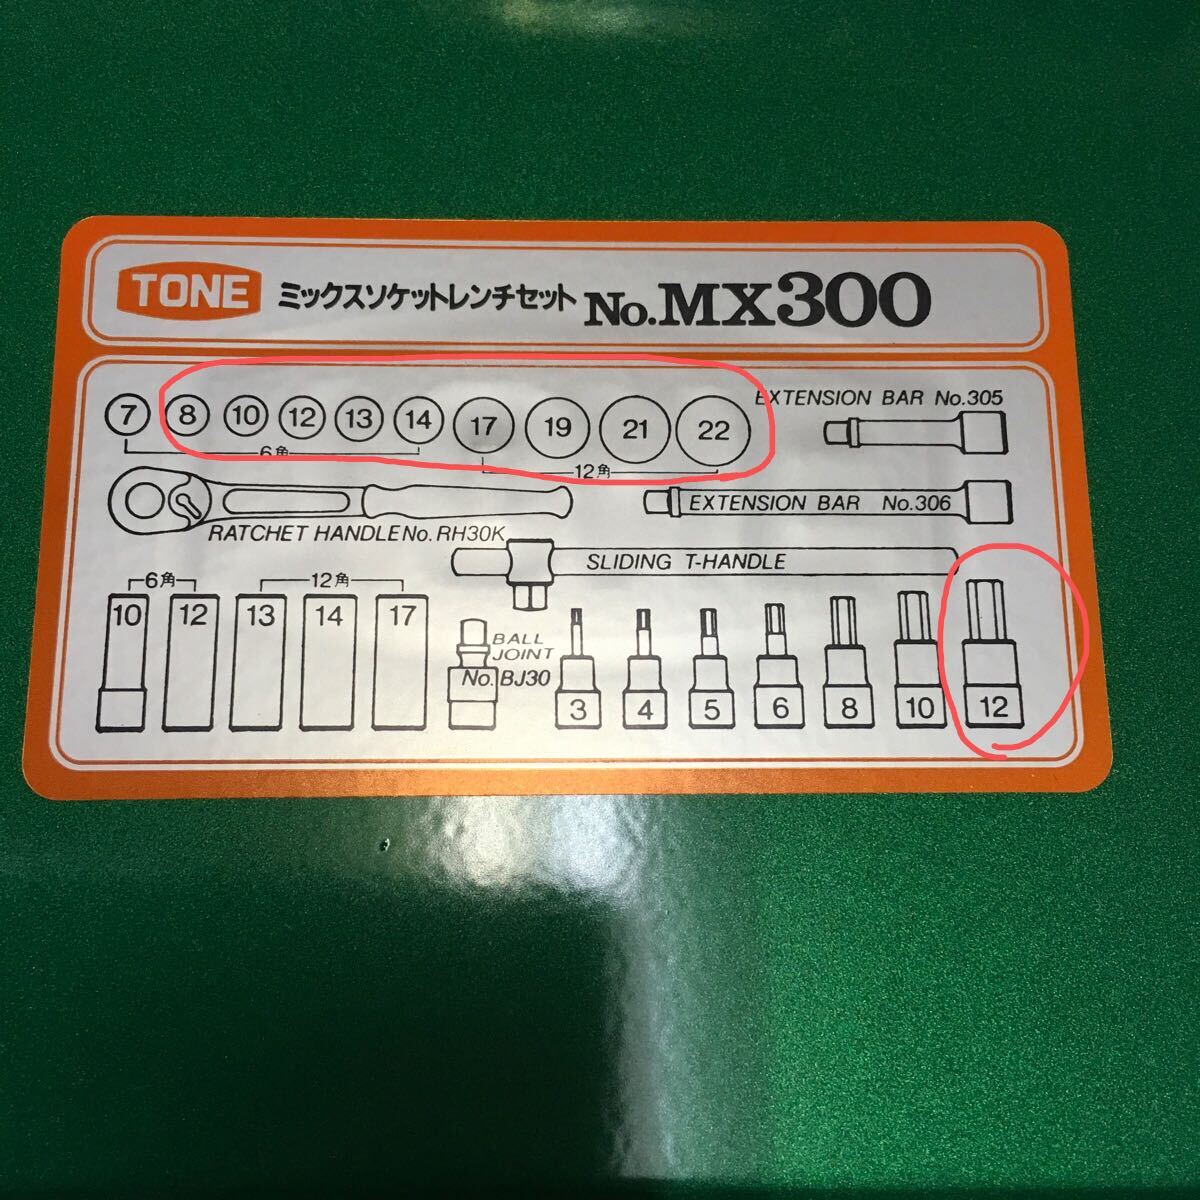 TONE ミックスソケットレンチセット No.MX300
7 8 10 12 13 14 17 19 21 22
6角 12角
EXTENSION BAR No.305
EXTENSION BAR No.306
RATCHET HANDLE No. RH30K
SLIDING T-HANDLE
6角 12角
10 12 13 14 17
BALL
JOINT
No. BJ30
3 4 5 6 8 10 12